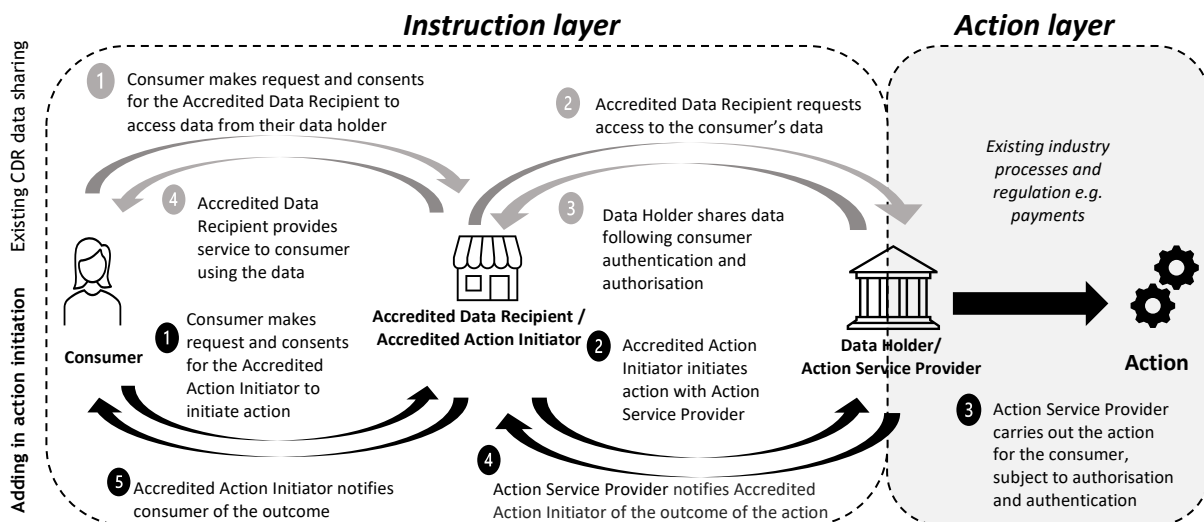 Instruction layer
Action layer
Existing CDR data sharing
1
Consumer makes request and consents
for the Accredited Data Recipient to
access data from their data holder
2
Accredited Data Recipient requests
access to the consumer's data
Existing industry
processes and
regulation e.g.
payments
4
Accredited Data
Recipient provides
service to consumer
using the data
3
Data Holder shares data
following consumer
authentication and
authorisation
Consumer
Accredited Data Recipient /
Accredited Action Initiator
Data Holder/
Action Service Provider
Action
Adding in action initiation
1
Consumer makes
request and consents
for the Accredited
Action Initiator to
initiate action
2
Accredited Action
Initiator initiates
action with Action
Service Provider
3
Action Service Provider
carries out the action
for the consumer,
subject to authorisation
and authentication
4
Action Service Provider notifies Accredited
Action Initiator of the outcome of the action
5
Accredited Action Initiator notifies
consumer of the outcome